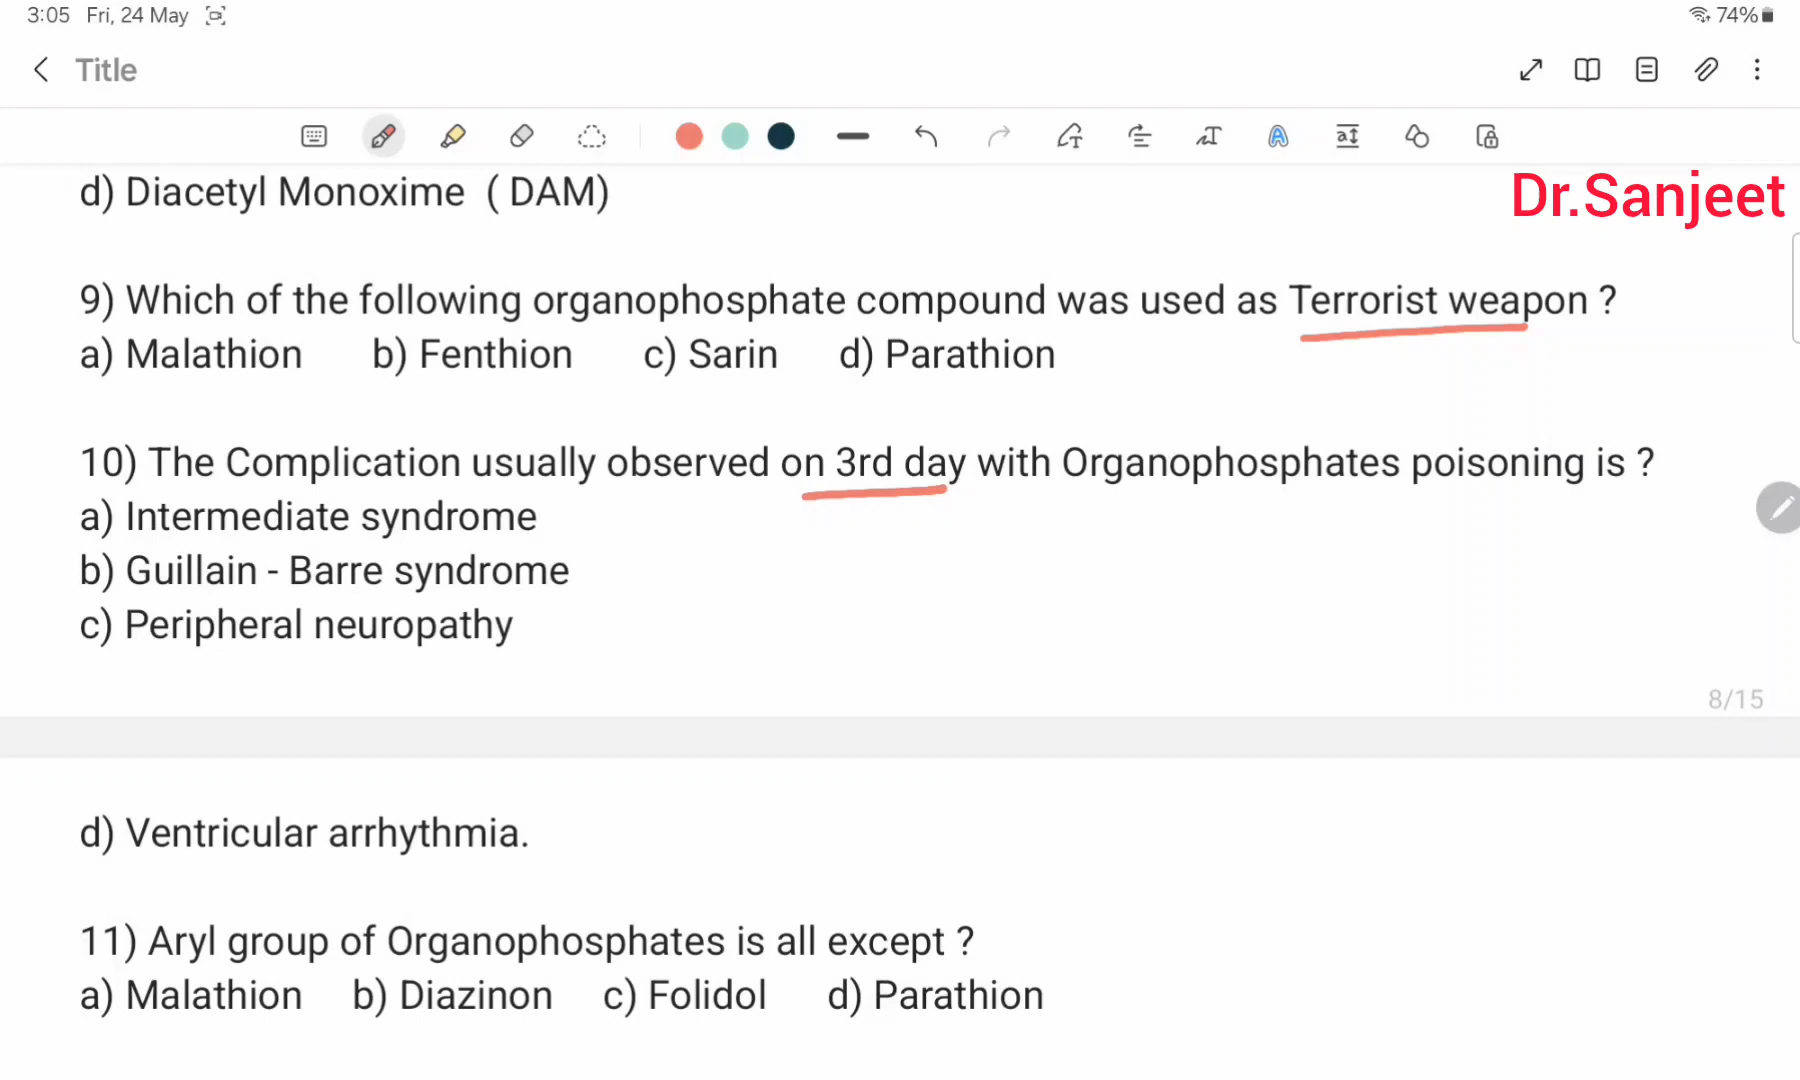 3:05 Fri, 24 May
74%
Title
d) Diacetyl Monoxime ( DAM)
Dr.Sanjeet
9) Which of the following organophosphate compound was used as Terrorist weapon ?
a) Malathion b) Fenthion c) Sarin d) Parathion
10) The Complication usually observed on 3rd day with Organophosphates poisoning is ?
a) Intermediate syndrome
b) Guillain - Barre syndrome
c) Peripheral neuropathy
8/15
d) Ventricular arrhythmia.
11) Aryl group of Organophosphates is all except ?
a) Malathion b) Diazinon c) Folidol d) Parathion